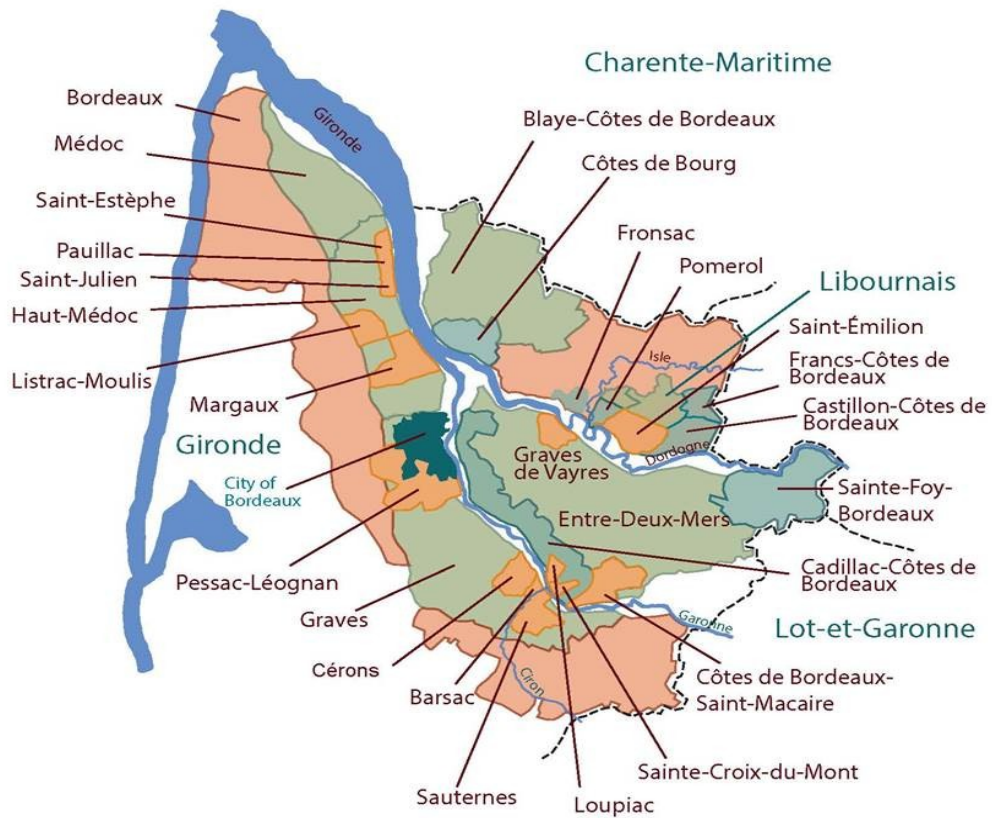 Charente-Maritime
Bordeaux
Gironde
Blaye-Côtes de Bordeaux
Médoc
Côtes de Bourg
Saint-Estèphe
Fronsac
Pauillac
Pomerol
Saint-Julien
Libournais
Haut-Médoc
Saint-Émilion
Isle
Francs-Côtes de
Bordeaux
Listrac-Moulis
Castillon-Côtes de
Bordeaux
Margaux
Gironde
Dordogne
Graves
de Vayres
City of
Bordeaux
Sainte-Foy-
Bordeaux
Entre-Deux-Mers
Pessac-Léognan
Cadillac-Côtes de
Bordeaux
Graves
Garonne
Lot-et-Garonne
Cérons
Ciron
Côtes de Bordeaux-
Saint-Macaire
Barsac
Sainte-Croix-du-Mont
Sauternes
Loupiac